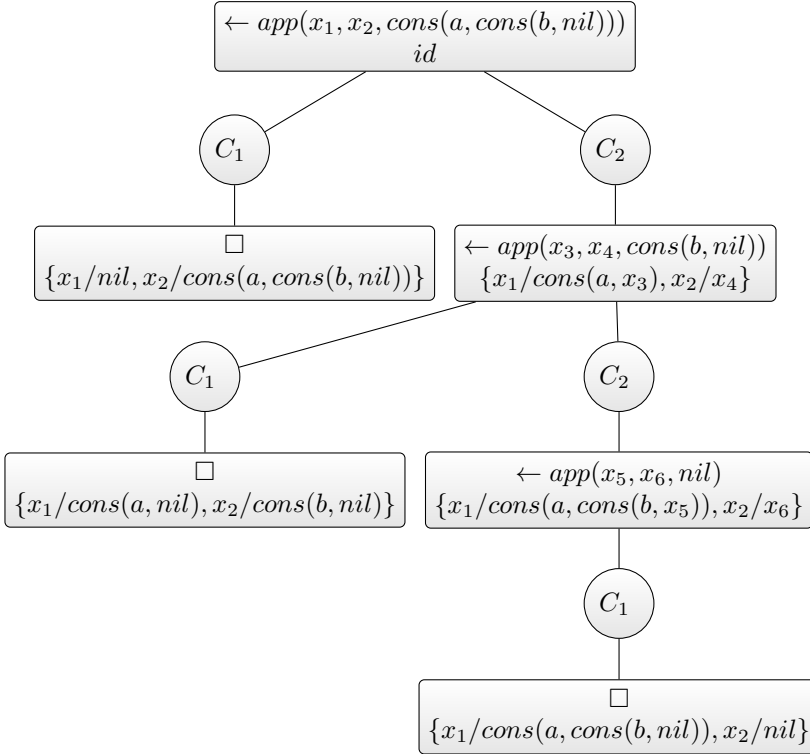 ← app(x₁, x₂, cons(a, cons(b, nil)))
id
C₁
C₂
□
{x₁/nil, x₂/cons(a, cons(b, nil))}
← app(x₃, x₄, cons(b, nil))
{x₁/cons(a, x₃), x₂/x₄}
C₁
C₂
□
{x₁/cons(a, nil), x₂/cons(b, nil)}
← app(x₅, x₆, nil)
{x₁/cons(a, cons(b, x₅)), x₂/x₆}
C₁
□
{x₁/cons(a, cons(b, nil)), x₂/nil}